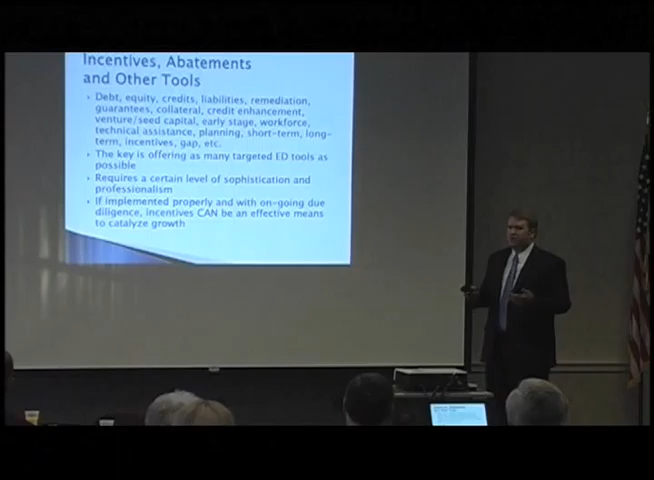 Incentives, Abatements
and Other Tools
Debt, equity, credits, liabilities, remediation,
guarantees, collateral, credit enhancement,
venture/seed capital, early stage, workforce,
technical assistance, planning, short-term, long-
term, incentives, gap, etc.
The key is offering as many targeted ED tools as
possible
Requires a certain level of sophistication and
professionalism
If implemented properly and with on-going due
diligence, incentives CAN be an effective means
to catalyze growth